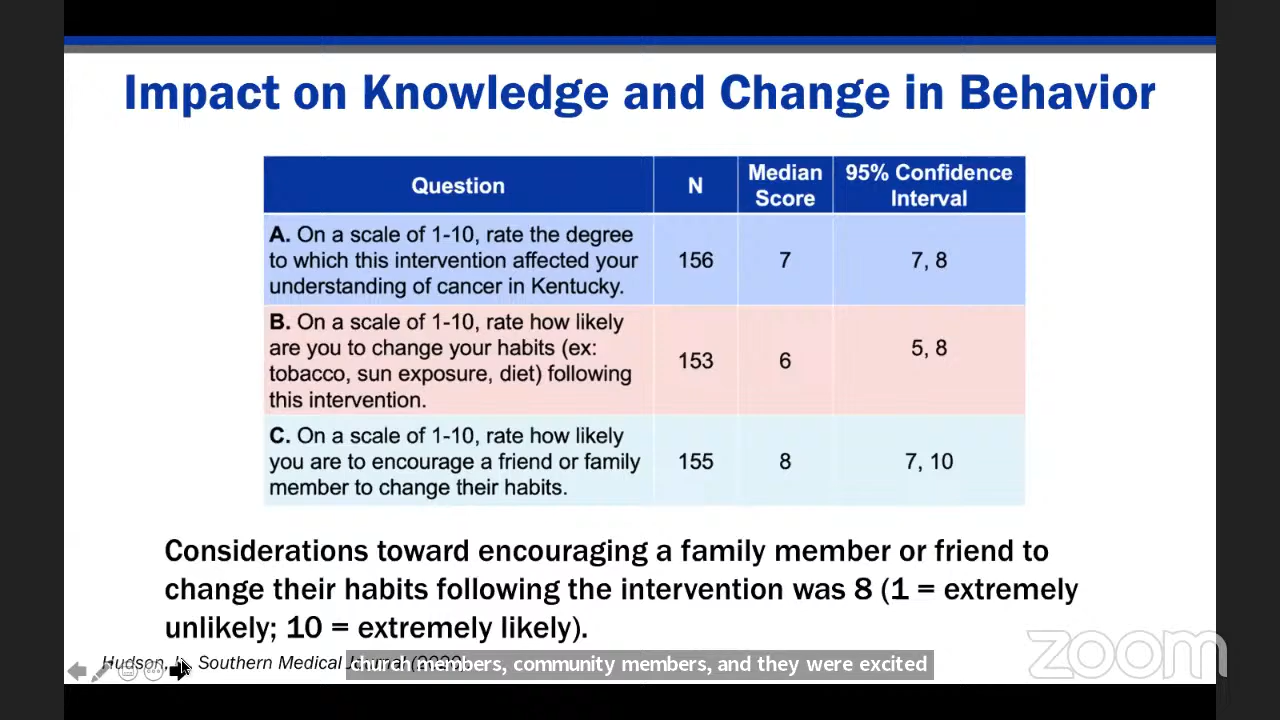 Impact on Knowledge and Change in Behavior
Question
N
Median
Score
95% Confidence
Interval
A. On a scale of 1-10, rate the degree
to which this intervention affected your
understanding of cancer in Kentucky.
156
7
7, 8
B. On a scale of 1-10, rate how likely
are you to change your habits (ex:
tobacco, sun exposure, diet) following
this intervention.
153
6
5, 8
C. On a scale of 1-10, rate how likely
you are to encourage a friend or family
member to change their habits.
155
8
7, 10
Considerations toward encouraging a family member or friend to
change their habits following the intervention was 8 (1 = extremely
unlikely; 10 = extremely likely).
Hudson, Southern Medical
church members, community members, and they were excited
zoom